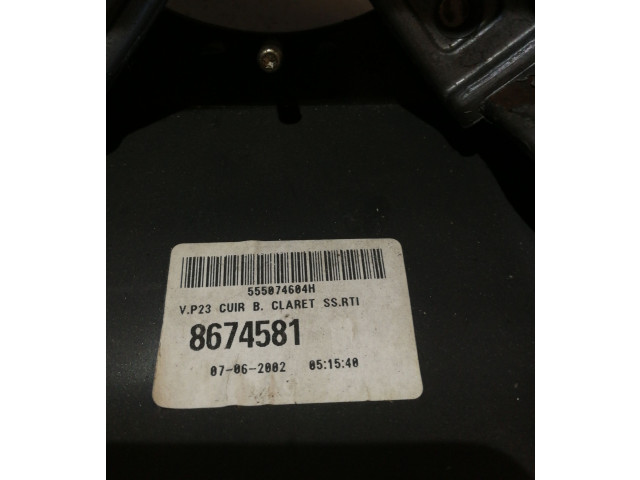 555074604H
V.P23 CUIR B. CLARET SS.RTI
8674581
07-06-2002 05:15:40